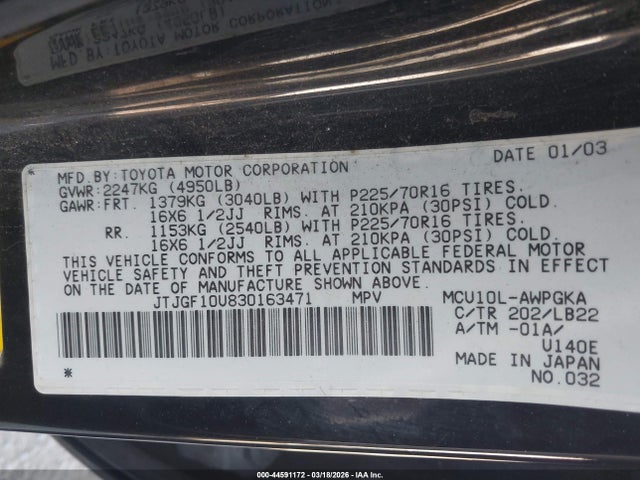 MFD.BY:TOYOTA MOTOR CORPORATION DATE 01/03
GVWR:2247KG (4950LB)
GAWR:FRT. 1379KG (3040LB) WITH P225/70R16 TIRES.
16X6 1/2JJ RIMS. AT 210KPA (30PSI) COLD.
RR. 1153KG (2540LB) WITH P225/70R16 TIRES.
16X6 1/2JJ RIMS. AT 210KPA (30PSI) COLD.
THIS VEHICLE CONFORMS TO ALL APPLICABLE FEDERAL MOTOR
VEHICLE SAFETY AND THEFT PREVENTION STANDARDS IN EFFECT
ON THE DATE OF MANUFACTURE SHOWN ABOVE.
JTJGF10U830163471 MPV MCU10L-AWPGKA
C/TR 202/LB22
A/TM -01A/
U140E
MADE IN JAPAN
* NO.032
000-44591172 | 03/18/2026 - IAAI.COM